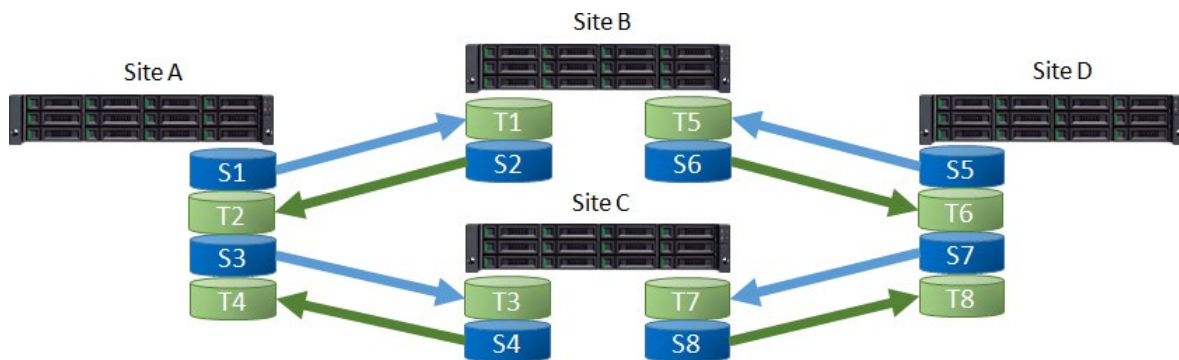 Site B
Site A
Site D
T1
T5
S1
S2
S6
S5
T2
Site C
T6
S3
S7
T4
T3
T7
T8
S4
S8